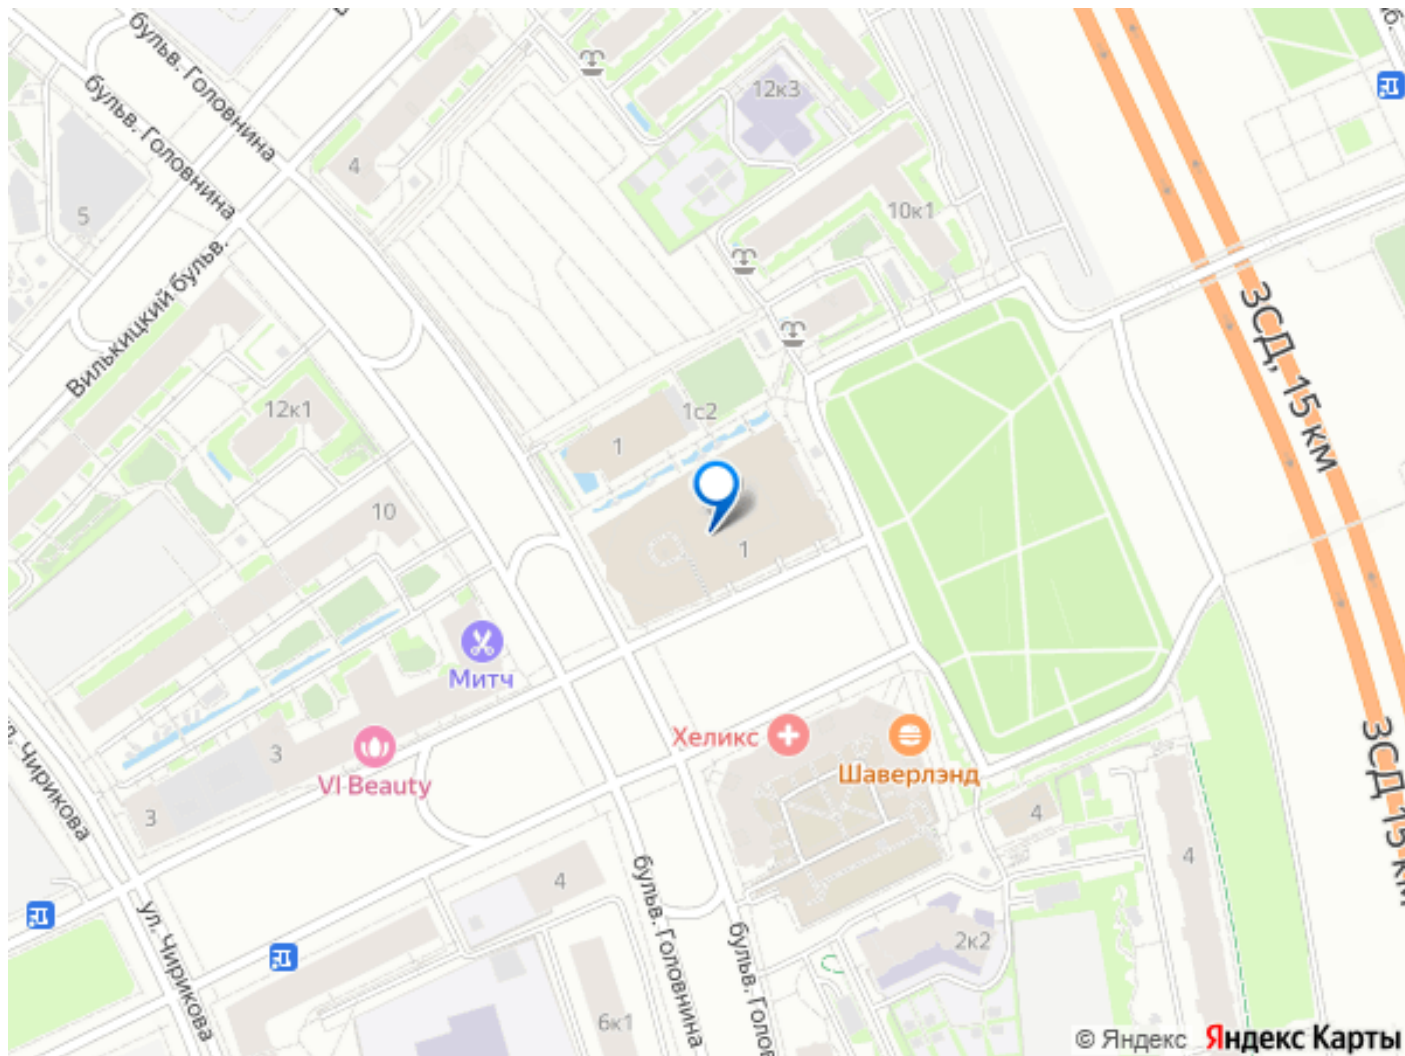 бульв. Головнина
бульв. Головнина
12к3
4
5
10к1
Вилькицкий бульв.
ЗСД, 15 км
12к1
1с2
1
10
1
Митч
Хеликс
3
VI Beauty
Шаверлэнд
ЗСД 15 км
ул. Чирикова
3
4
4
4
бульв. Головнина
ул. Чирикова
бульв. Голов
2к2
6к1
© Яндекс Яндекс Карты